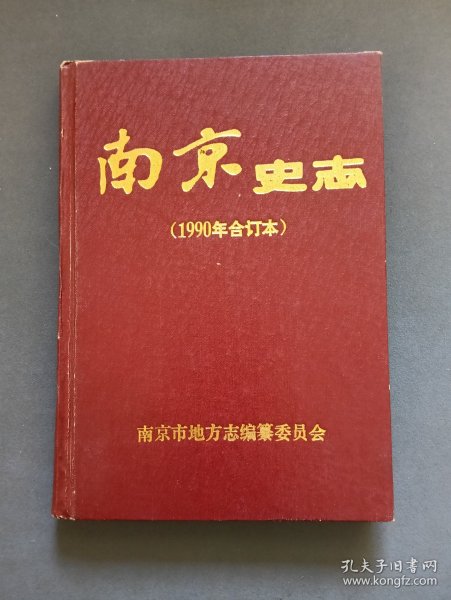 南京史志
（1990年合订本）
南京市地方志编纂委员会
孔夫子旧书网
www.kongfz.com